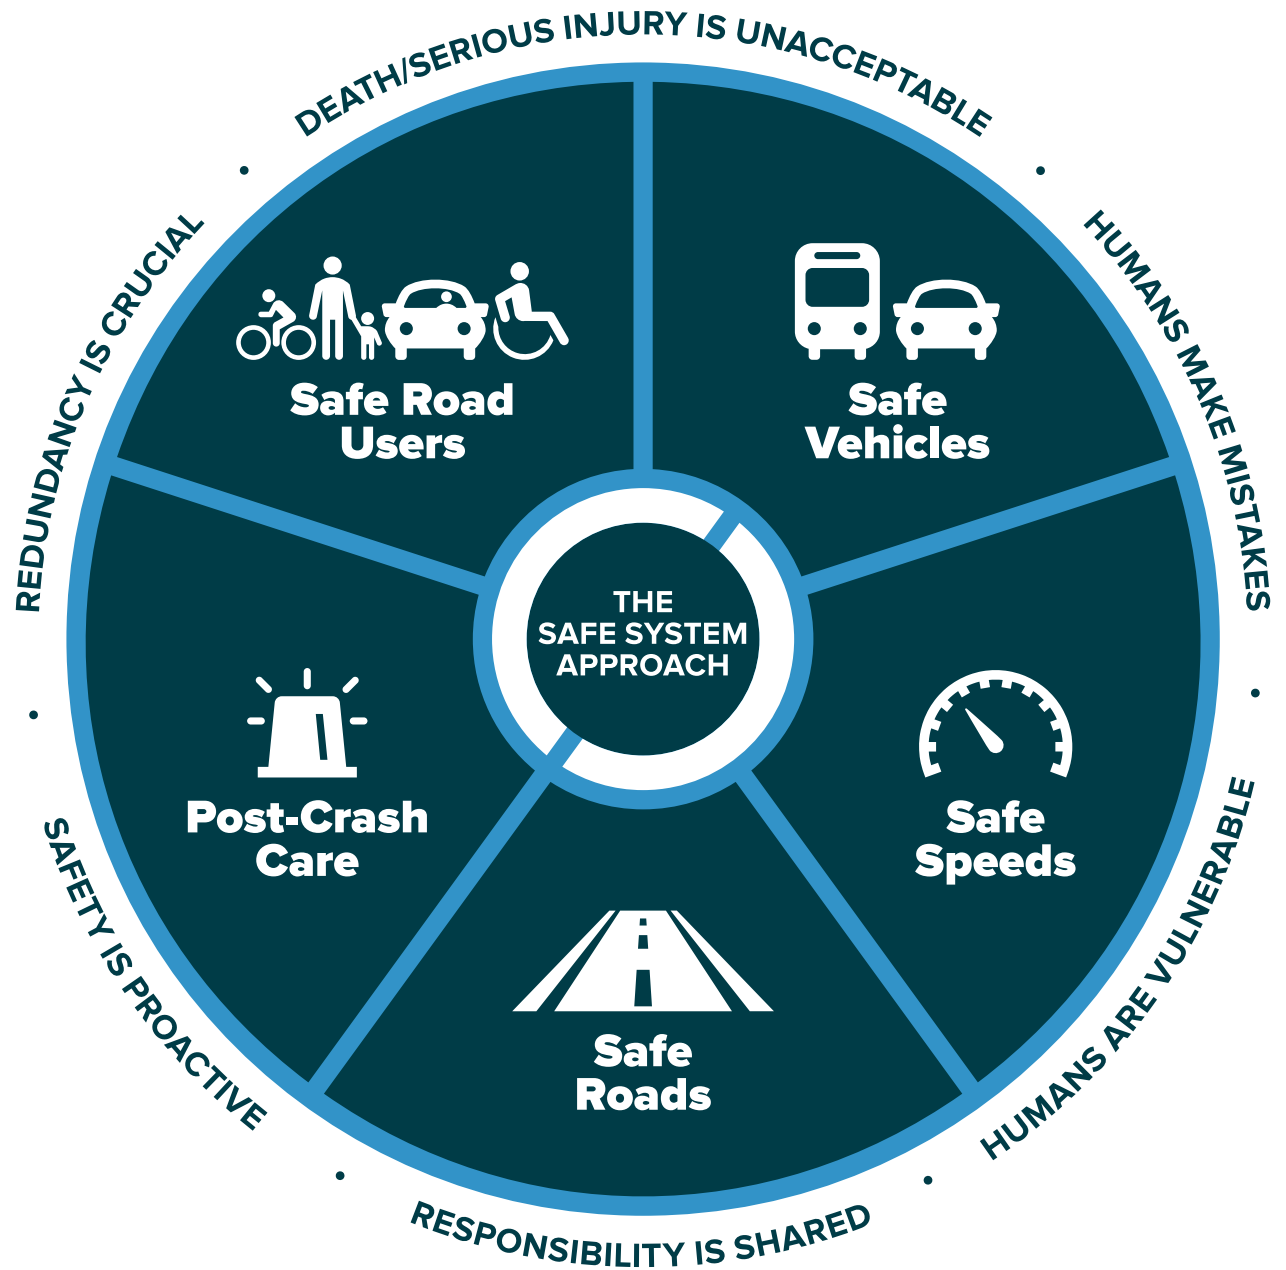 DEATH/SERIOUS INJURY IS UNACCEPTABLE
HUMANS MAKE MISTAKES
HUMANS ARE VULNERABLE
RESPONSIBILITY IS SHARED
SAFETY IS PROACTIVE
REDUNDANCY IS CRUCIAL
Safe Road
Users
Safe
Vehicles
Safe
Speeds
Safe
Roads
Post-Crash
Care
THE
SAFE SYSTEM
APPROACH